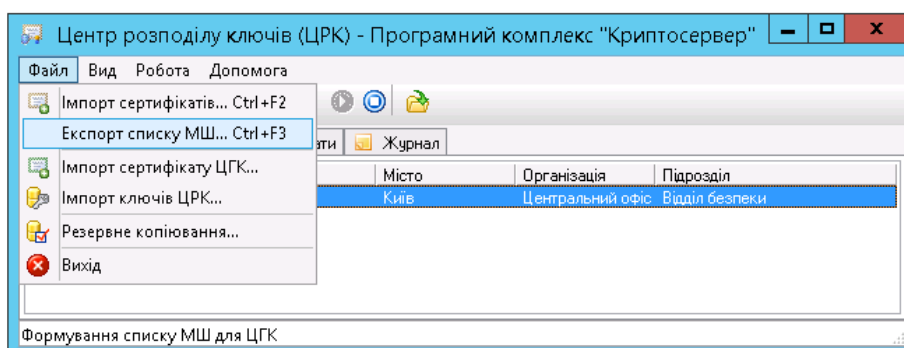 Центр розподілу ключів (ЦРК) - Програмний комплекс "Криптосервер"
Файл Вид Робота Допомога
Імпорт сертифікатів... Ctrl+F2
Експорт списку МШ... Ctrl+F3
Журнал
Імпорт сертифікату ЦГК...
Місто Організація Підрозділ
Імпорт ключів ЦРК...
Київ Центральний офіс Відділ безпеки
Резервне копіювання...
Вихід
Формування списку МШ для ЦГК